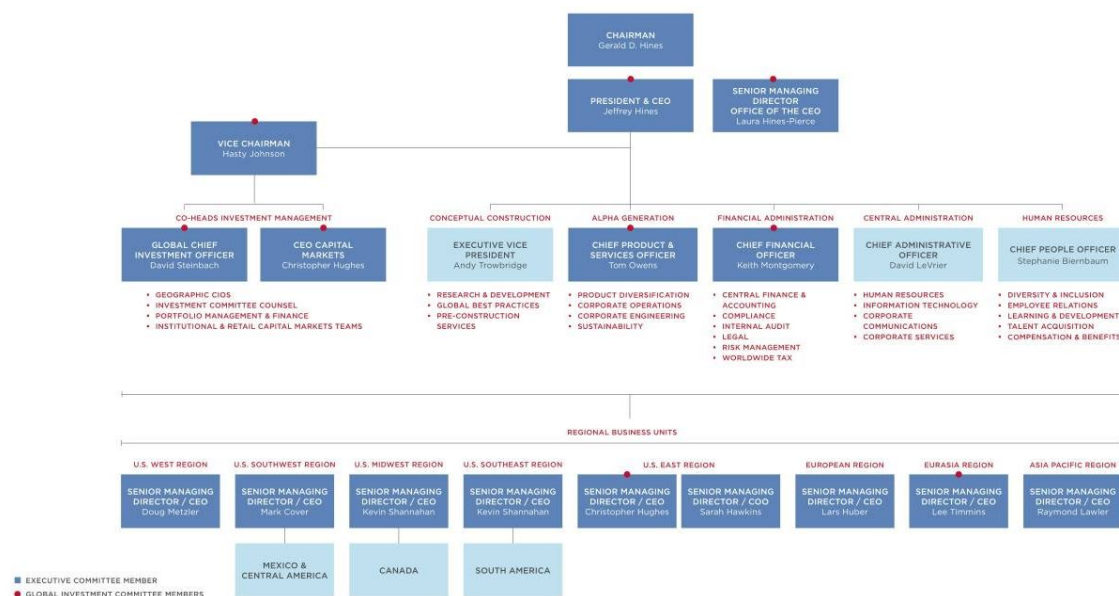 CHAIRMAN
Gerald D. Hines
PRESIDENT & CEO
Jeffrey Hines
SENIOR MANAGING
DIRECTOR
OFFICE OF THE CEO
Laura Hines-Pierce
VICE CHAIRMAN
Hasty Johnson
CO-HEADS INVESTMENT MANAGEMENT
GLOBAL CHIEF
INVESTMENT OFFICER
David Steinbach
CEO CAPITAL
MARKETS
Christopher Hughes
• GEOGRAPHIC CIOS
• INVESTMENT COMMITTEE COUNSEL
• PORTFOLIO MANAGEMENT & FINANCE
• INSTITUTIONAL & RETAIL CAPITAL MARKETS TEAMS
CONCEPTUAL CONSTRUCTION
EXECUTIVE VICE
PRESIDENT
Andy Trowbridge
• RESEARCH & DEVELOPMENT
• GLOBAL BEST PRACTICES
• PRE-CONSTRUCTION
SERVICES
ALPHA GENERATION
CHIEF PRODUCT &
SERVICES OFFICER
Tom Owens
• PRODUCT DIVERSIFICATION
• CORPORATE OPERATIONS
• CORPORATE ENGINEERING
• SUSTAINABILITY
FINANCIAL ADMINISTRATION
CHIEF FINANCIAL
OFFICER
Keith Montgomery
• CENTRAL FINANCE &
ACCOUNTING
• COMPLIANCE
• INTERNAL AUDIT
• LEGAL
• RISK MANAGEMENT
• WORLDWIDE TAX
CENTRAL ADMINISTRATION
CHIEF ADMINISTRATIVE
OFFICER
David LeVrier
• HUMAN RESOURCES
• INFORMATION TECHNOLOGY
• CORPORATE
COMMUNICATIONS
• CORPORATE SERVICES
HUMAN RESOURCES
CHIEF PEOPLE OFFICER
Stephanie Biernbaum
• DIVERSITY & INCLUSION
• EMPLOYEE RELATIONS
• LEARNING & DEVELOPMENT
• TALENT ACQUISITION
• COMPENSATION & BENEFITS
REGIONAL BUSINESS UNITS
U.S. WEST REGION
SENIOR MANAGING
DIRECTOR / CEO
Doug Metzler
U.S. SOUTHWEST REGION
SENIOR MANAGING
DIRECTOR / CEO
Mark Cover
MEXICO &
CENTRAL AMERICA
U.S. MIDWEST REGION
SENIOR MANAGING
DIRECTOR / CEO
Kevin Shannahan
CANADA
U.S. SOUTHEAST REGION
SENIOR MANAGING
DIRECTOR / CEO
Kevin Shannahan
SOUTH AMERICA
U.S. EAST REGION
SENIOR MANAGING
DIRECTOR / CEO
Christopher Hughes
SENIOR MANAGING
DIRECTOR / COO
Sarah Hawkins
EUROPEAN REGION
SENIOR MANAGING
DIRECTOR / CEO
Lars Huber
EURASIA REGION
SENIOR MANAGING
DIRECTOR / CEO
Lee Timmins
ASIA PACIFIC REGION
SENIOR MANAGING
DIRECTOR / CEO
Raymond Lawler
EXECUTIVE COMMITTEE MEMBER
GLOBAL INVESTMENT COMMITTEE MEMBERS